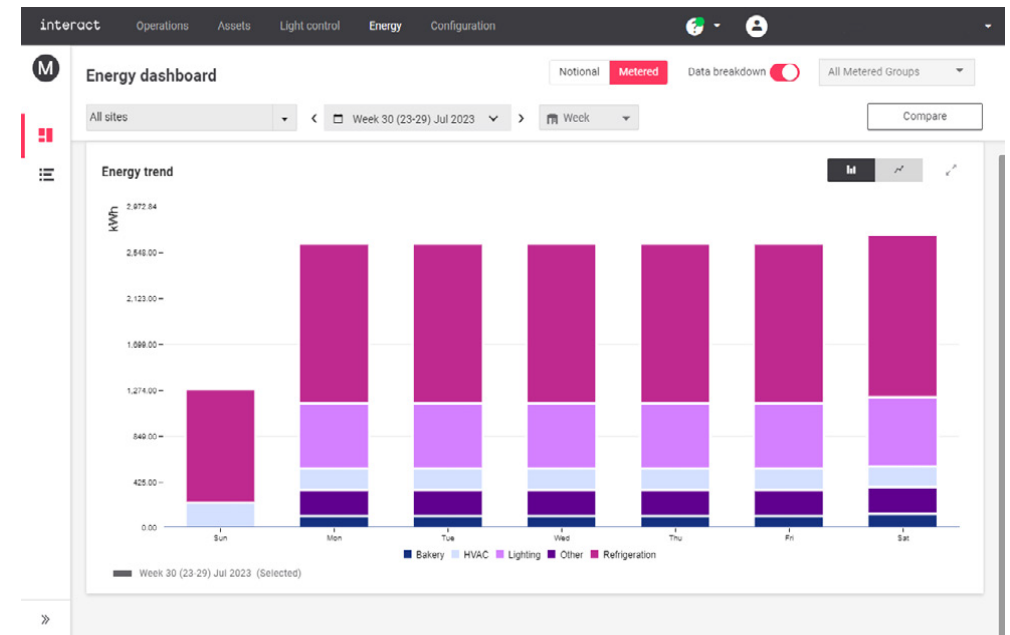 interact Operations Assets Light control Energy Configuration
?
M
Energy dashboard Notional Metered Data breakdown All Metered Groups
All sites Week 30 (23-29) Jul 2023 Week Compare
Energy trend
kWh
2,972.84
2,548.00
2,123.00
1,699.00
1,274.00
849.00
425.00
0.00
Sun Mon Tue Wed Thu Fri Sat
Bakery HVAC Lighting Other Refrigeration
Week 30 (23-29) Jul 2023 (Selected)